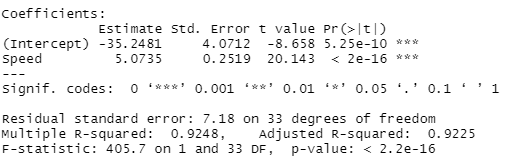 Coefficients:
Estimate Std. Error t value Pr(>|t|)
(Intercept) -35.2481 4.0712 -8.658 5.25e-10 ***
Speed 5.0735 0.2519 20.143 < 2e-16 ***
---
Signif. codes: 0 ‘***’ 0.001 ‘**’ 0.01 ‘*’ 0.05 ‘.’ 0.1 ‘ ’ 1
Residual standard error: 7.18 on 33 degrees of freedom
Multiple R-squared: 0.9248, Adjusted R-squared: 0.9225
F-statistic: 405.7 on 1 and 33 DF, p-value: < 2.2e-16